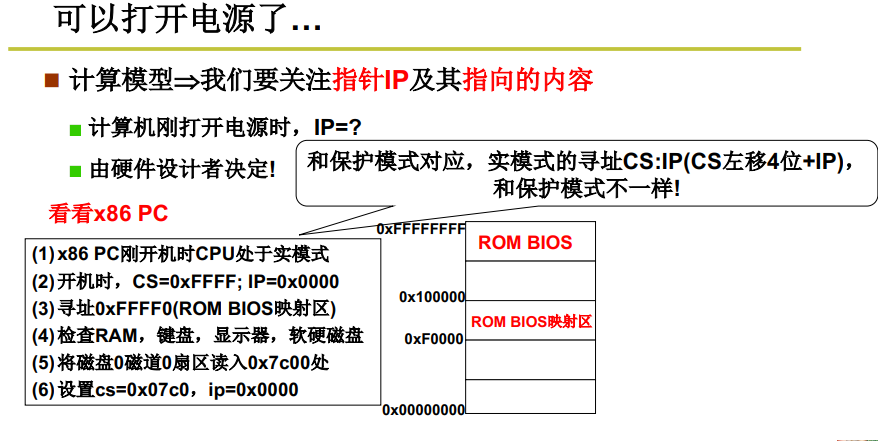 可以打开电源了…
计算模型⇒我们要关注指针IP及其指向的内容
计算机刚打开电源时，IP=?
由硬件设计者决定!
和保护模式对应，实模式的寻址CS:IP(CS左移4位+IP)，
和保护模式不一样!
看看x86 PC
(1) x86 PC刚开机时CPU处于实模式
(2) 开机时，CS=0xFFFF; IP=0x0000
(3) 寻址0xFFFF0(ROM BIOS映射区)
(4) 检查RAM，键盘，显示器，软硬磁盘
(5) 将磁盘0磁道0扇区读入0x7c00处
(6) 设置cs=0x07c0，ip=0x0000
0xFFFFFFFF
ROM BIOS
0x100000
ROM BIOS映射区
0xF0000
0x00000000